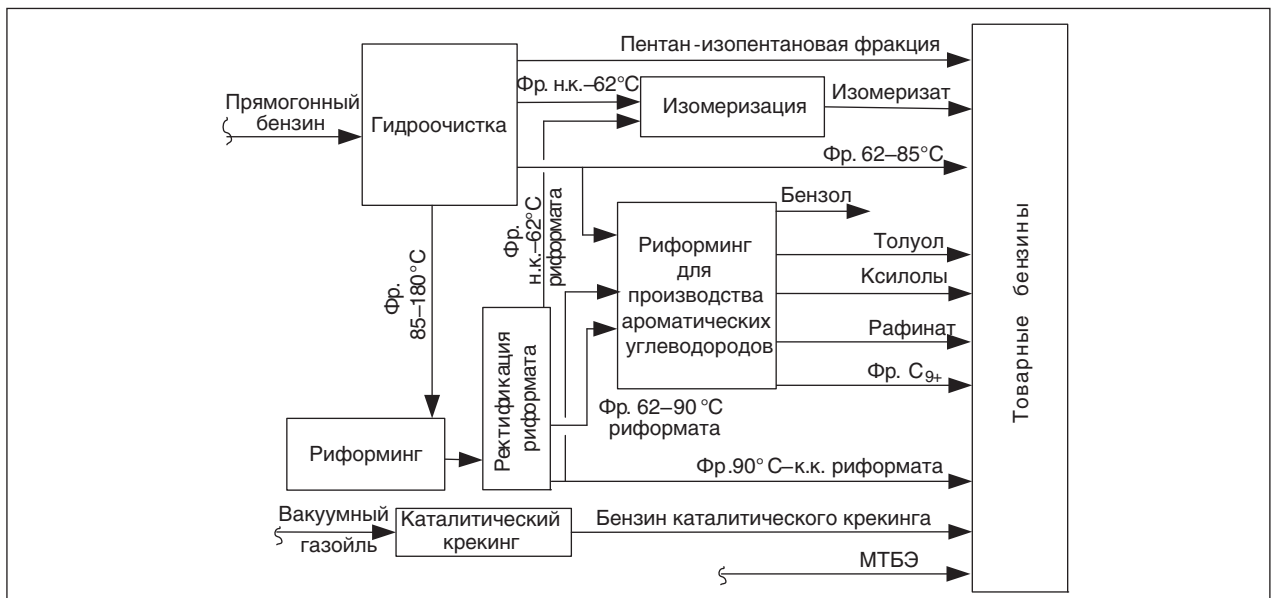 Пентан-изопентановая фракция
Фр. н.к.–62°С
Изомеризация
Изомеризат
Прямогонный
бензин
Гидроочистка
Фр. 62–85°С
Бензол
Фр.
н.к.–62°С
риформата
Риформинг
для
производства
ароматических
углеводородов
Толуол
Ксилолы
Рафинат
Фр. С9+
Фр.
85–180°С
Ректификация
риформата
Фр. 62–90 °С
риформата
Риформинг
Фр.90°С–к.к. риформата
Вакуумный
газойль
Каталитический
крекинг
Бензин каталитического крекинга
МТБЭ
Товарные бензины